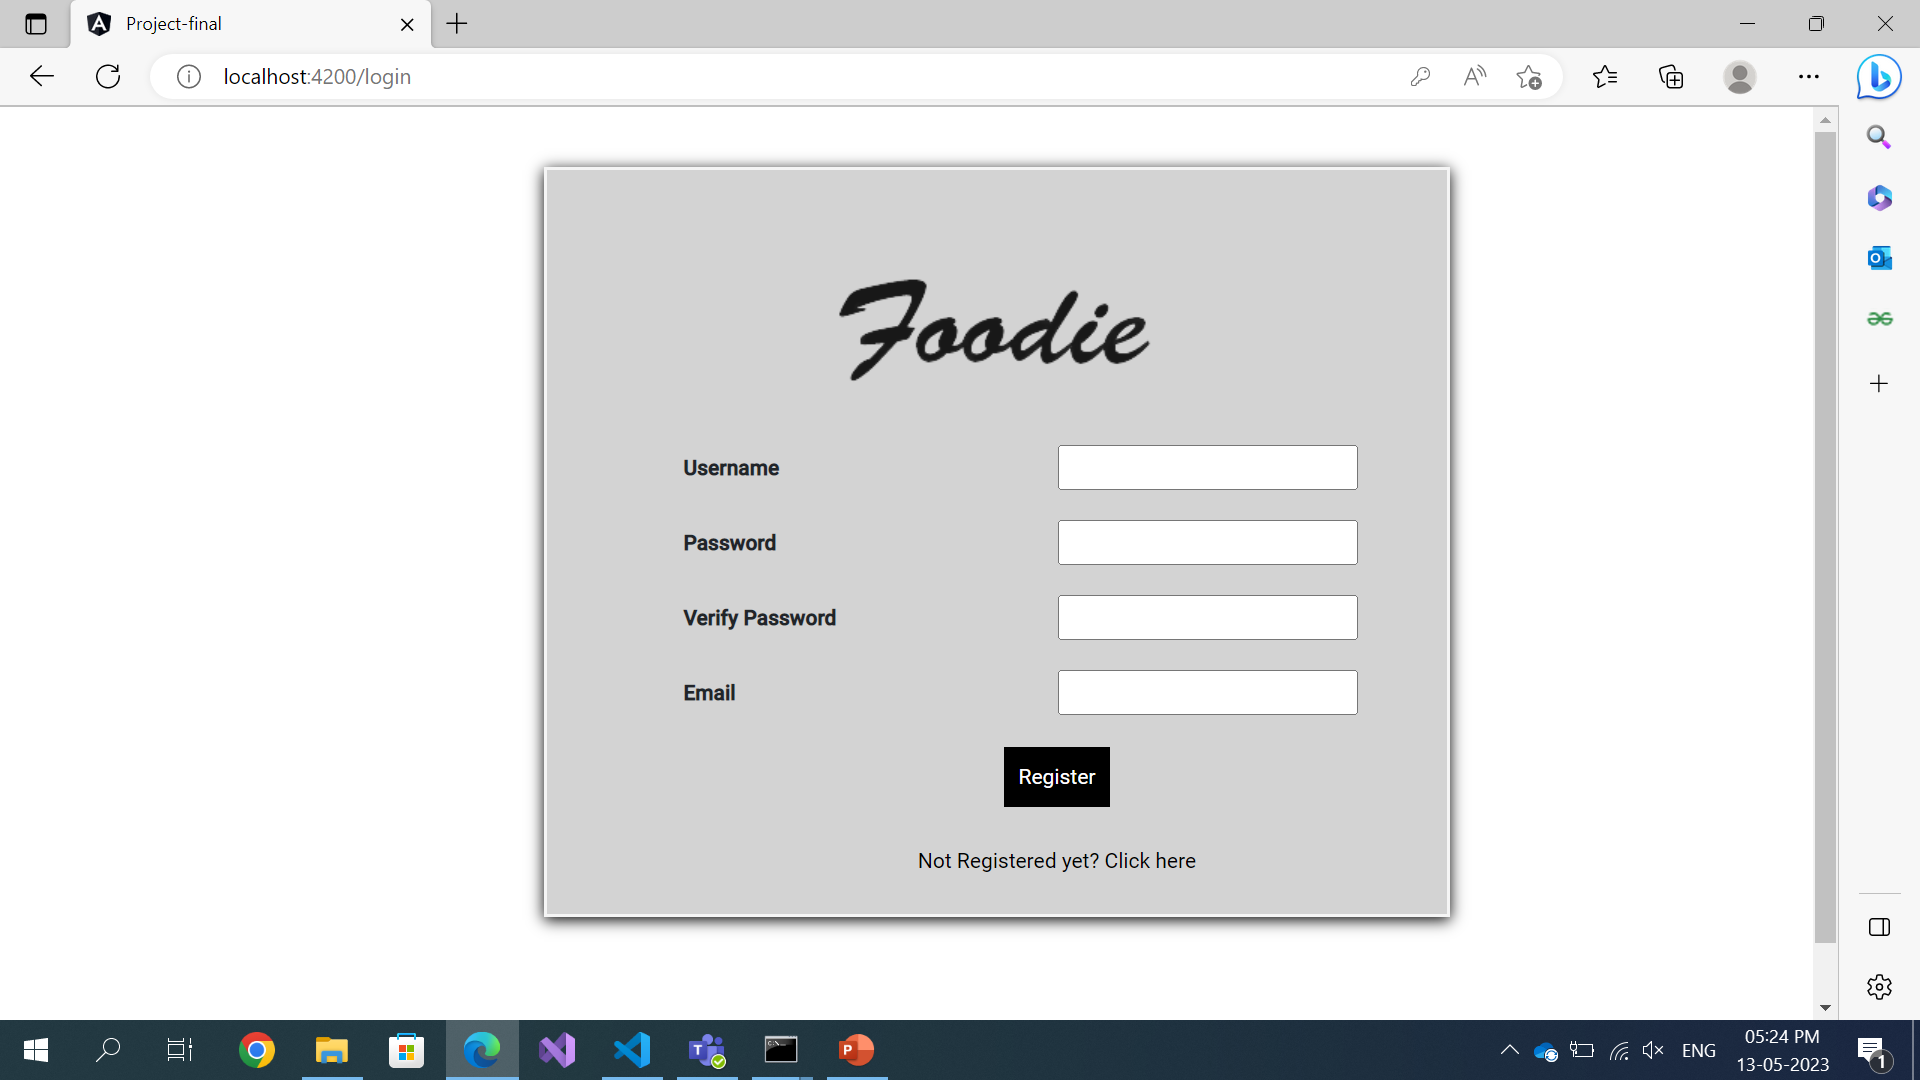 Project-final
localhost:4200/login
Foodie
Username
Password
Verify Password
Email
Register
Not Registered yet? Click here
ENG
05:24 PM
13-05-2023
1